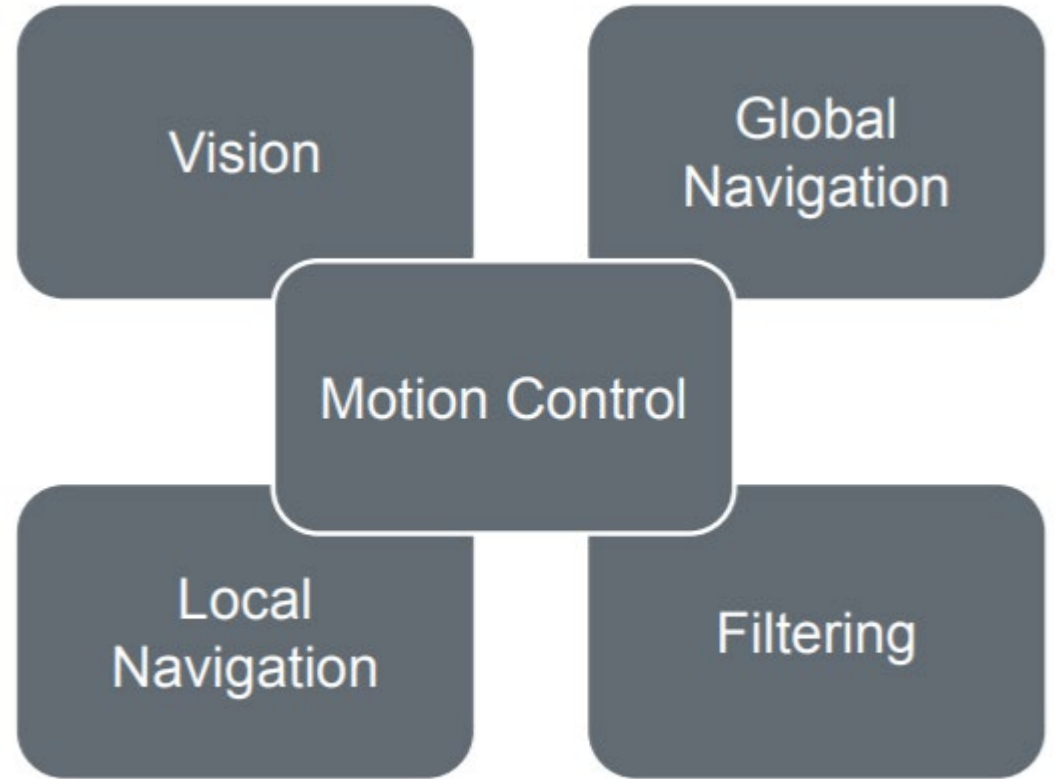 Vision
Global
Navigation
Motion Control
Local
Navigation
Filtering